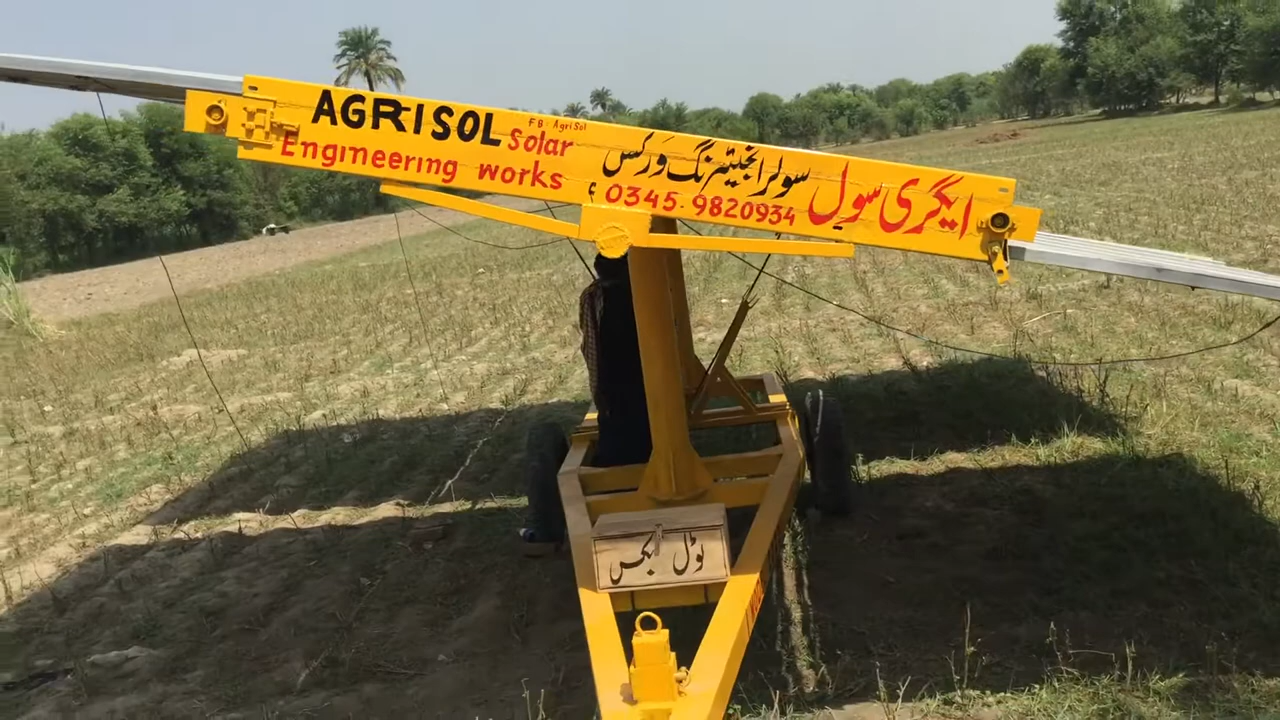 AGRISOL Solar
FB AgriSol
Engineering works
ایگری سول سولر انجینئرنگ ورکس
0345-9820934
ٹول بکس